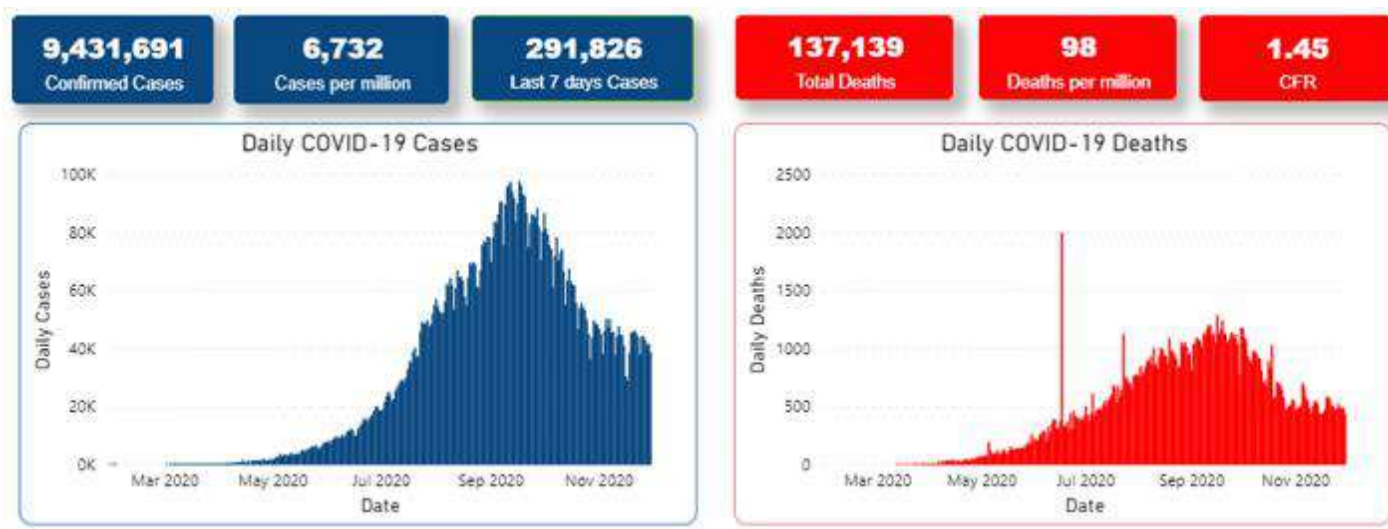 9,431,691
Confirmed Cases
6,732
Cases per million
291,826
Last 7 days Cases
137,139
Total Deaths
98
Deaths per million
1.45
CFR
Daily COVID-19 Cases
100K
80K
60K
40K
20K
0K
Daily Cases
Mar 2020 May 2020 Jul 2020 Sep 2020 Nov 2020
Date
Daily COVID-19 Deaths
2500
2000
1500
1000
500
0
Daily Deaths
Mar 2020 May 2020 Jul 2020 Sep 2020 Nov 2020
Date